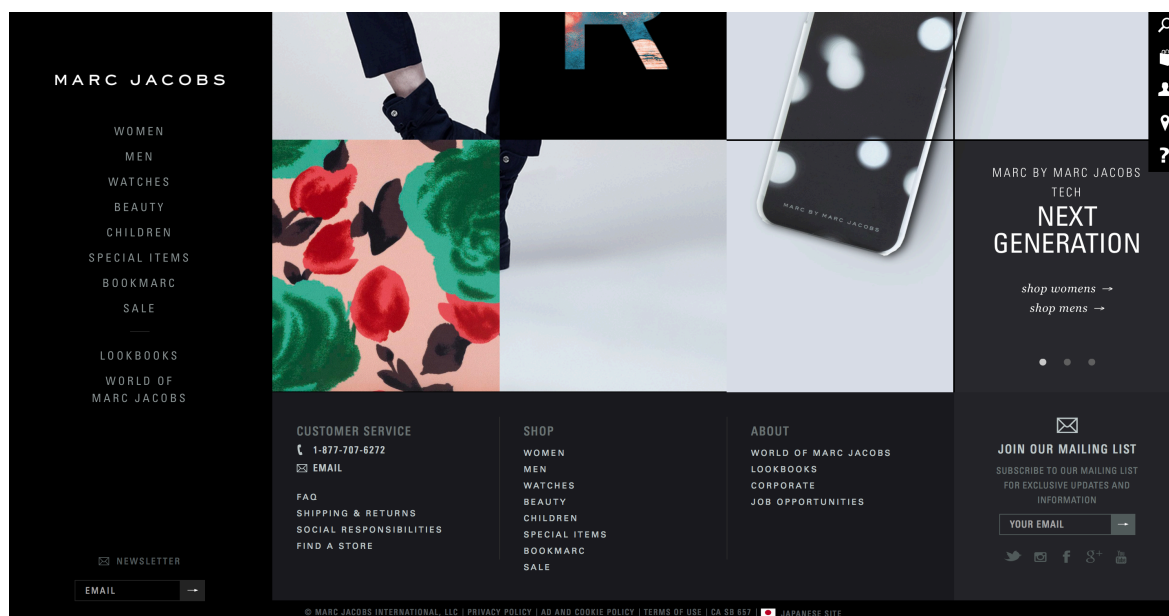 MARC JACOBS
WOMEN
MEN
WATCHES
BEAUTY
CHILDREN
SPECIAL ITEMS
BOOKMARC
SALE
LOOKBOOKS
WORLD OF
MARC JACOBS
NEWSLETTER
EMAIL →
R
MARC BY MARC JACOBS
MARC BY MARC JACOBS
TECH
NEXT
GENERATION
shop womens →
shop mens →
CUSTOMER SERVICE
1-877-707-6272
EMAIL
FAQ
SHIPPING & RETURNS
SOCIAL RESPONSIBILITIES
FIND A STORE
SHOP
WOMEN
MEN
WATCHES
BEAUTY
CHILDREN
SPECIAL ITEMS
BOOKMARC
SALE
ABOUT
WORLD OF MARC JACOBS
LOOKBOOKS
CORPORATE
JOB OPPORTUNITIES
JOIN OUR MAILING LIST
SUBSCRIBE TO OUR MAILING LIST
FOR EXCLUSIVE UPDATES AND
INFORMATION
YOUR EMAIL →
© MARC JACOBS INTERNATIONAL, LLC | PRIVACY POLICY | AD AND COOKIE POLICY | TERMS OF USE | CA SB 657 | JAPANESE SITE